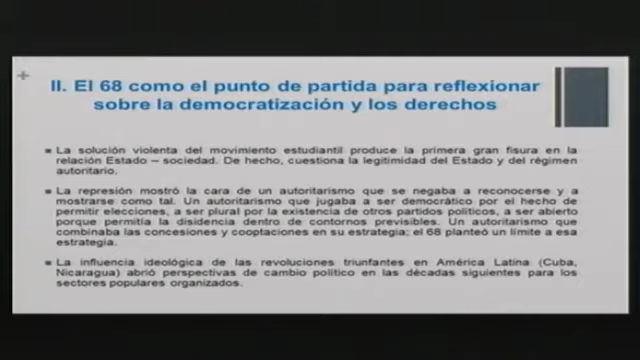 II. El 68 como el punto de partida para reflexionar
sobre la democratización y los derechos
La solución violenta del movimiento estudiantil produce la primera gran fisura en la
relación Estado – sociedad. De hecho, cuestiona la legitimidad del Estado y del régimen
autoritario.
La represión mostró la cara de un autoritarismo que se negaba a reconocerse y a
mostrarse como tal. Un autoritarismo que jugaba a ser democrático por el hecho de
permitir elecciones, a ser plural por la existencia de otros partidos políticos, a ser abierto
porque permitía la disidencia dentro de contornos previsibles. Un autoritarismo que
combinaba las concesiones y cooptaciones en su estrategia; el 68 planteó un límite a esa
estrategia.
La influencia ideológica de las revoluciones triunfantes en América Latina (Cuba,
Nicaragua) abrió perspectivas de cambio político en las décadas siguientes para los
sectores populares organizados.